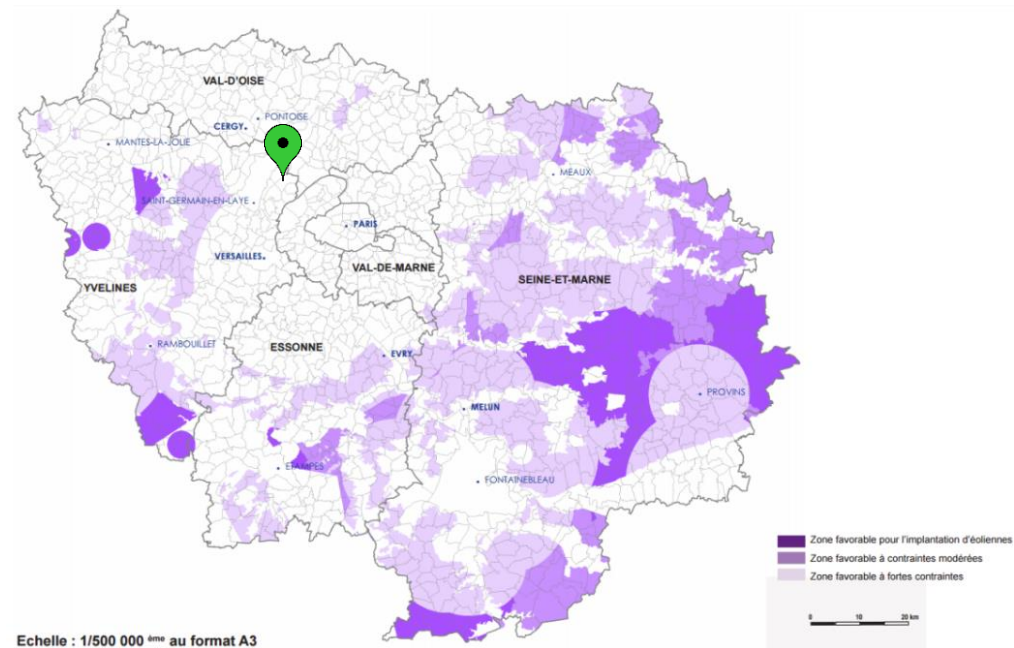 VAL-D'OISE
PONTOISE
CERGY
MANTES-LA-JOLIE
MEAUX
SAINT-GERMAIN-EN-LAYE
PARIS
VERSAILLES
VAL-DE-MARNE
SEINE-ET-MARNE
YVELINES
RAMBOUILLET
ESSONNE
EVRY
PROVINS
MELUN
ETAMPES
FONTAINEBLEAU
Zone favorable pour l'implantation d'éoliennes
Zone favorable à contraintes modérées
Zone favorable à fortes contraintes
0 10 20 km
Echelle : 1/500 000 ème au format A3